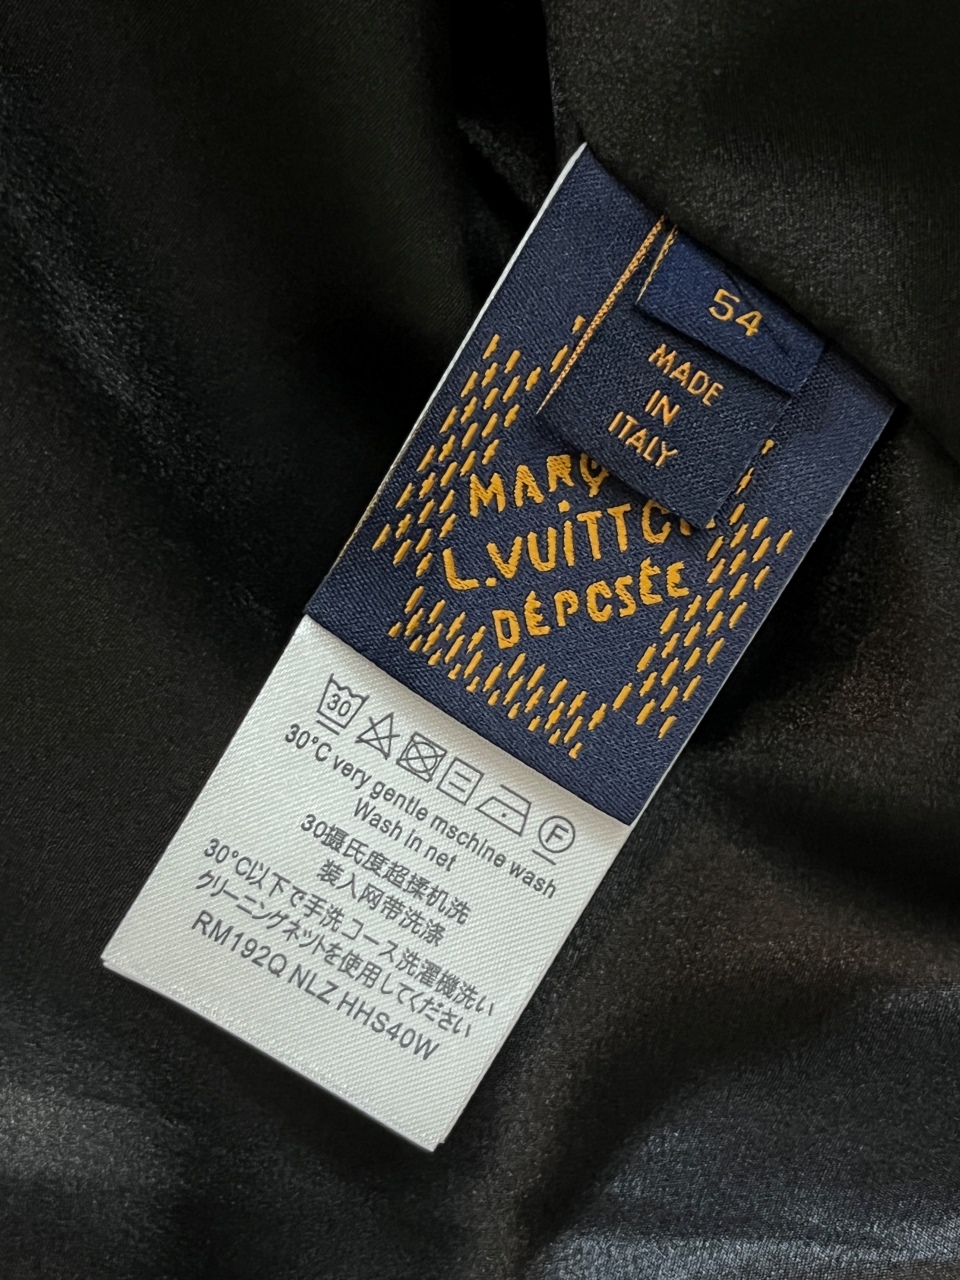 54
MADE
IN
ITALY
L.VUITTON
DÉPOSÉE
30
30°C very gentle mschine wash
Wash in net
30摄氏度超揉机洗
装入网带洗涤
30°C以下で手洗コース洗濯機洗い
クリーニングネットを使用してください
RM192Q NLZ HHS40W
F